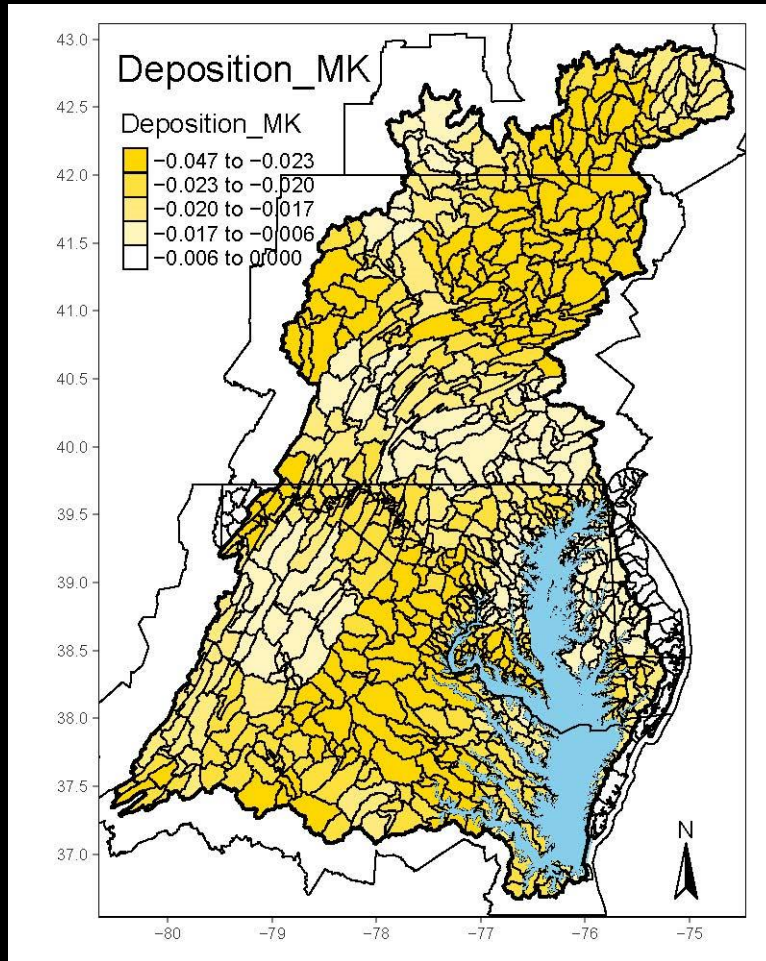 Deposition_MK
Deposition_MK
−0.047 to −0.023
−0.023 to −0.020
−0.020 to −0.017
−0.017 to −0.006
−0.006 to 0.000
43.0
42.5
42.0
41.5
41.0
40.5
40.0
39.5
39.0
38.5
38.0
37.5
37.0
N
−80 −79 −78 −77 −76 −75